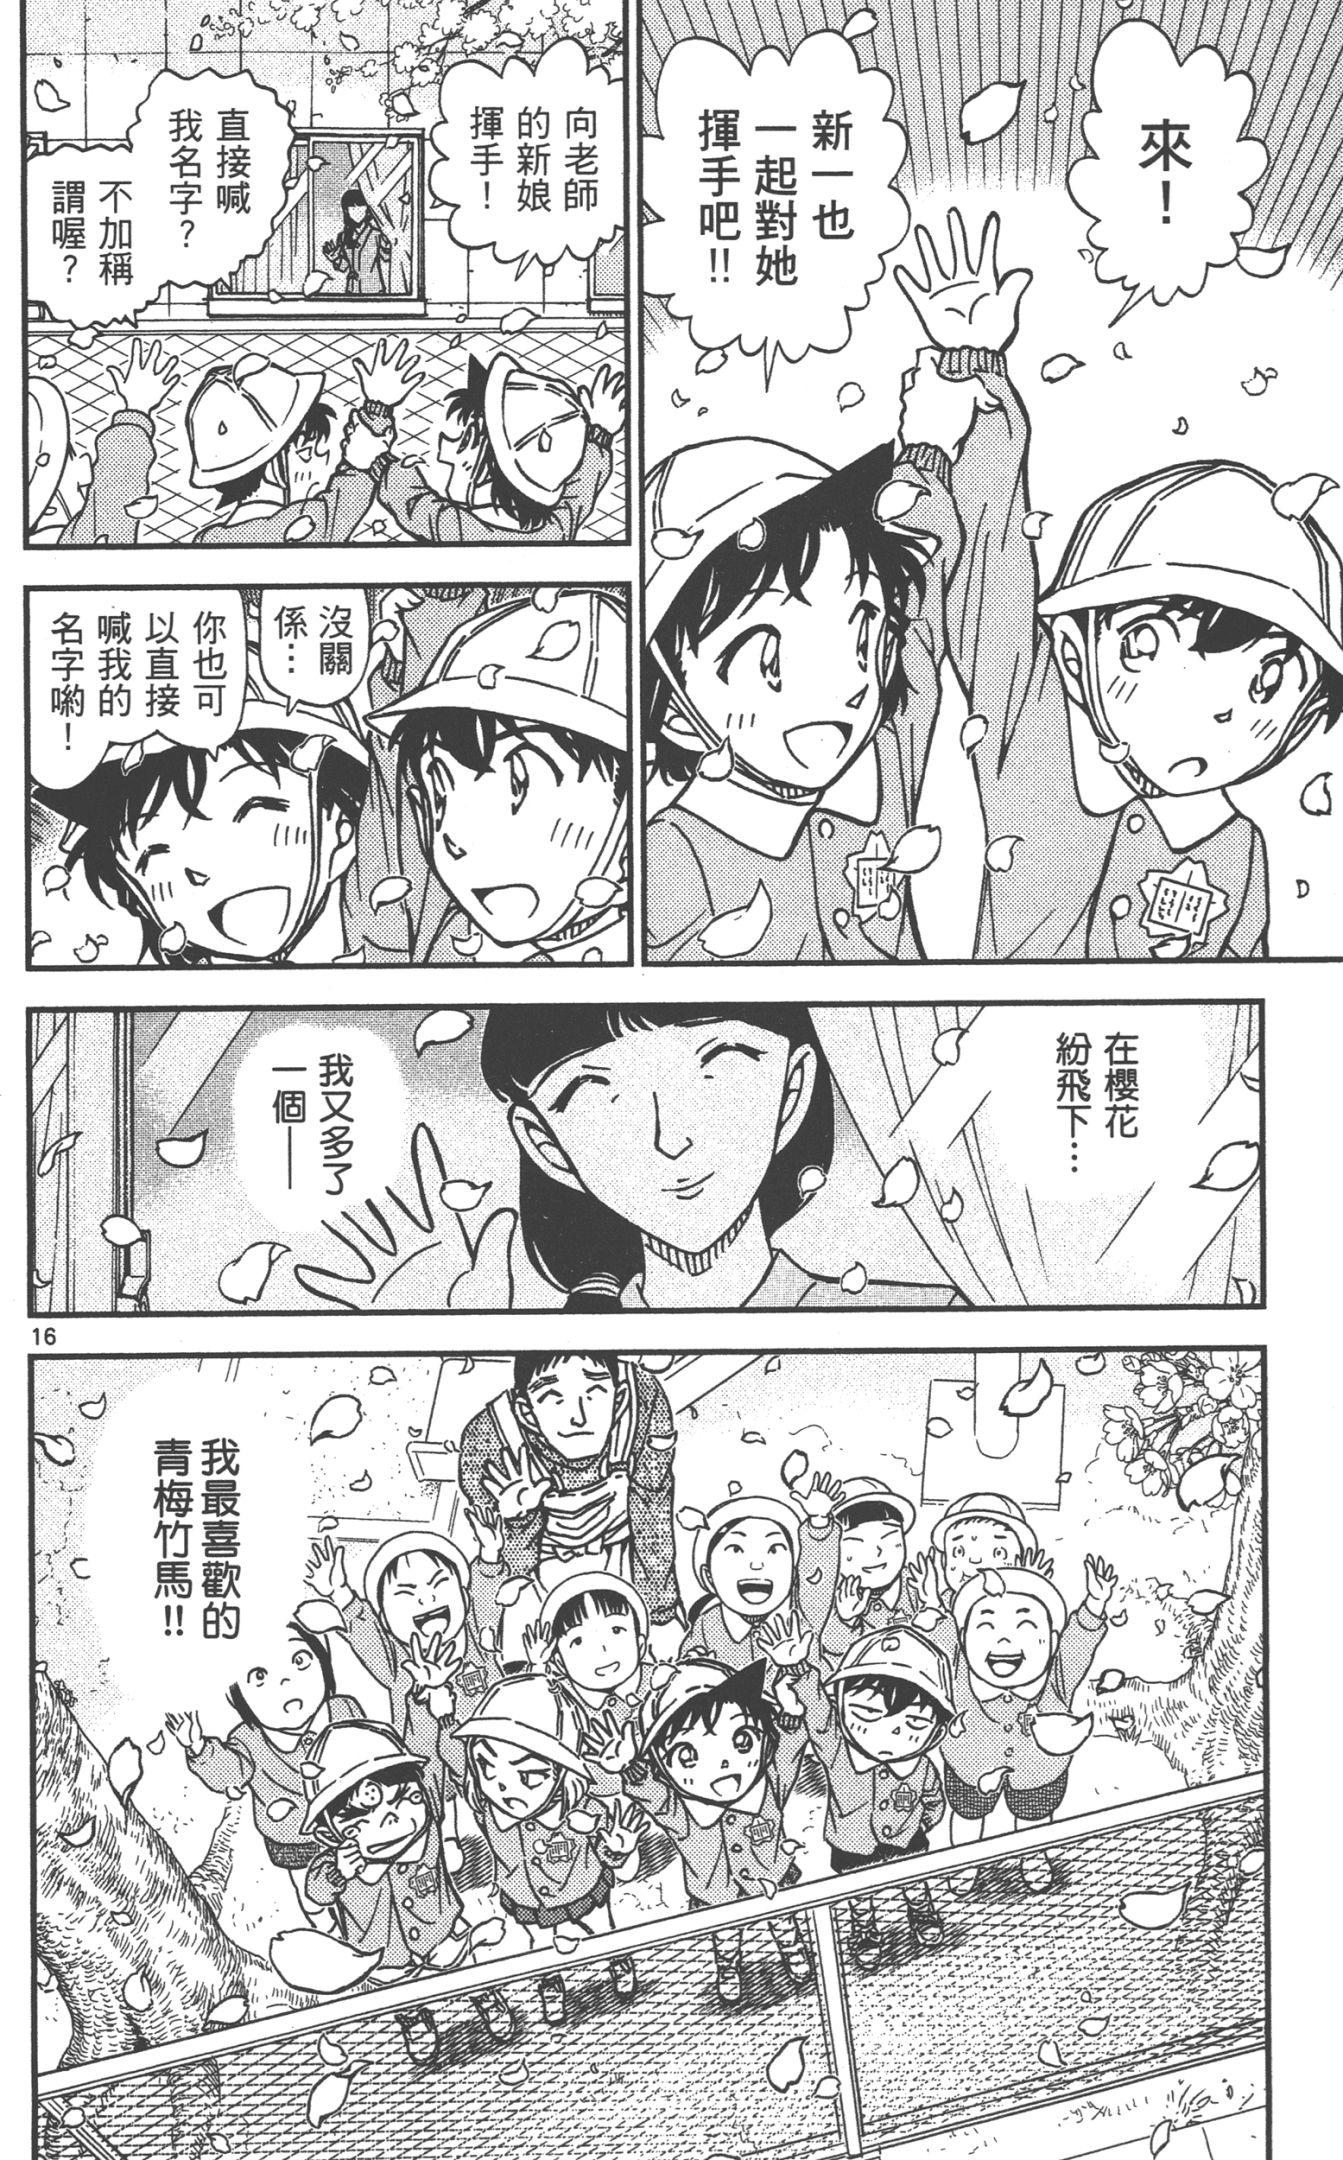 來！
新一也
一起對她
揮手吧!!
向老師
的新娘
揮手！
直接喊
我名字？
不加稱
謂喔？
沒關
係…
你也可
以直接
喊我的
名字喲！
在櫻花
紛飛下…
我又多了
一個──
16
我最喜歡的
青梅竹馬!!